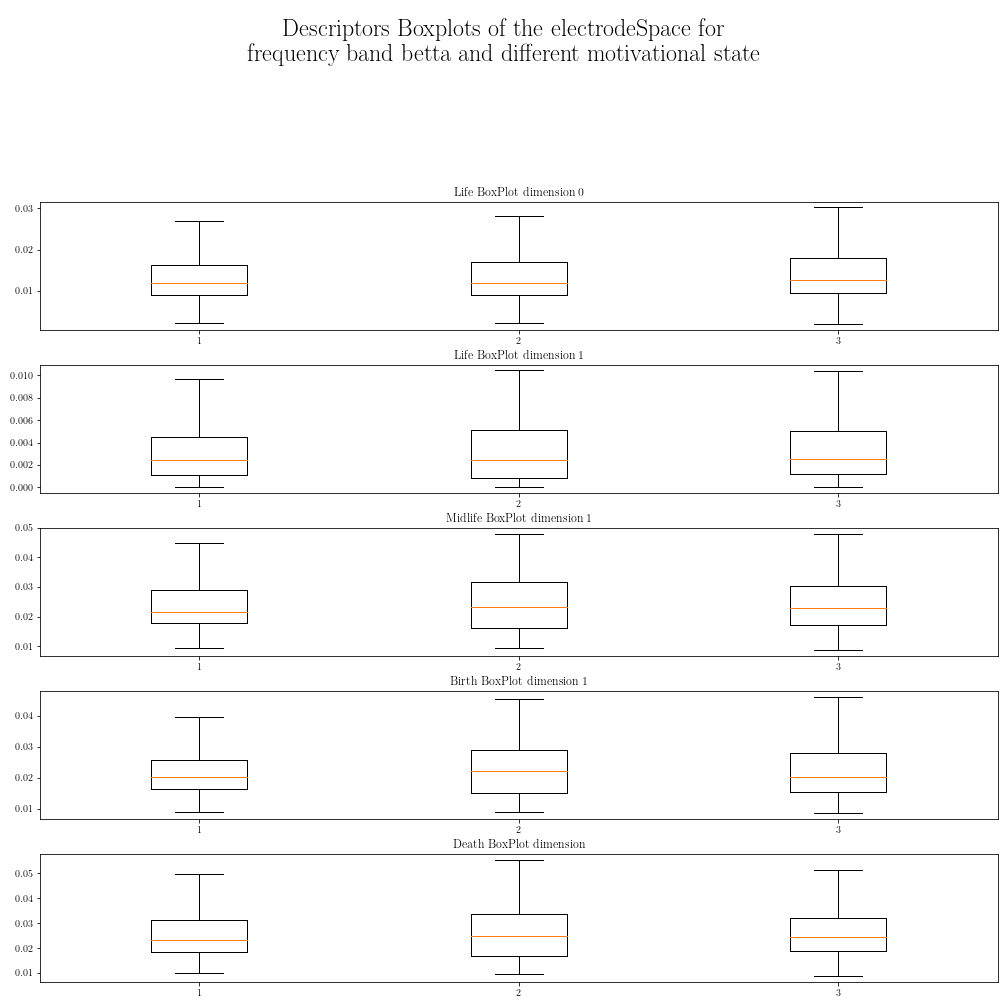 Descriptors Boxplots of the electrodeSpace for
frequency band betta and different motivational state
Life BoxPlot dimension 0
0.03
0.02
0.01
1 2 3
Life BoxPlot dimension 1
0.010
0.008
0.006
0.004
0.002
0.000
1 2 3
Midlife BoxPlot dimension 1
0.05
0.04
0.03
0.02
0.01
1 2 3
Birth BoxPlot dimension 1
0.04
0.03
0.02
0.01
1 2 3
Death BoxPlot dimension
0.05
0.04
0.03
0.02
0.01
1 2 3